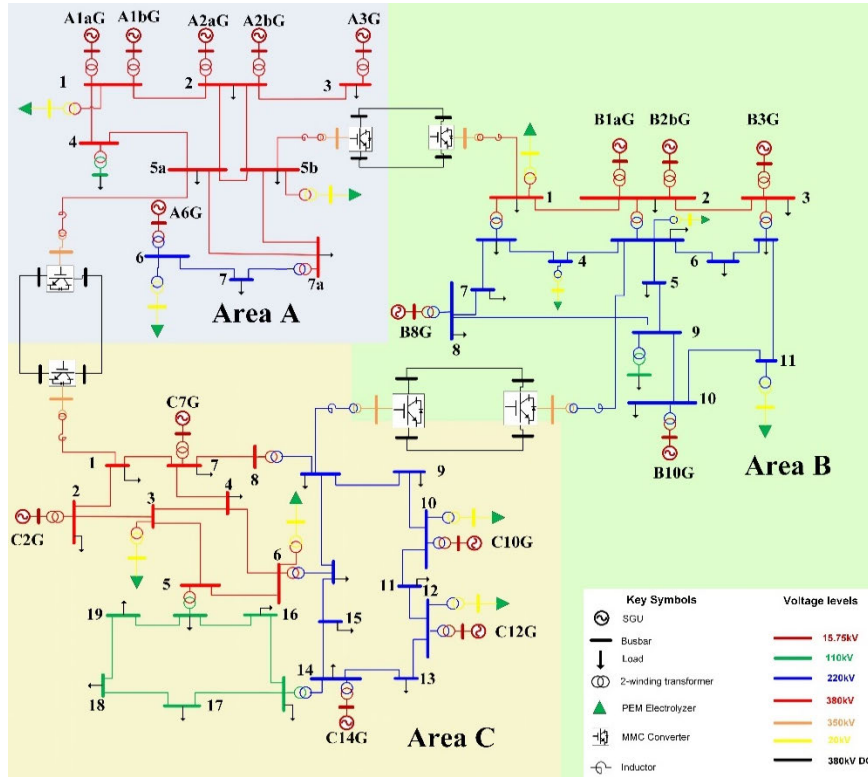 A1aG A1bG A2aG A2bG A3G
1 2 3
4
5a 5b
A6G
6
7 7a
Area A
B1aG B2bG B3G
1 2 3
4 6
5
7
B8G
8
9
11
10
B10G
Area B
C7G
1 7 8
9
2 3 4
10
C2G
C10G
6
11 12
5
19 16
15
C12G
14 13
18 17
C14G
Area C
Key Symbols Voltage levels
SGU 15.75kV
Busbar 110kV
Load 220kV
2-winding transformer 380kV
PEM Electrolyzer 350kV
MMC Converter 30kV
Inductor 380kV Dc